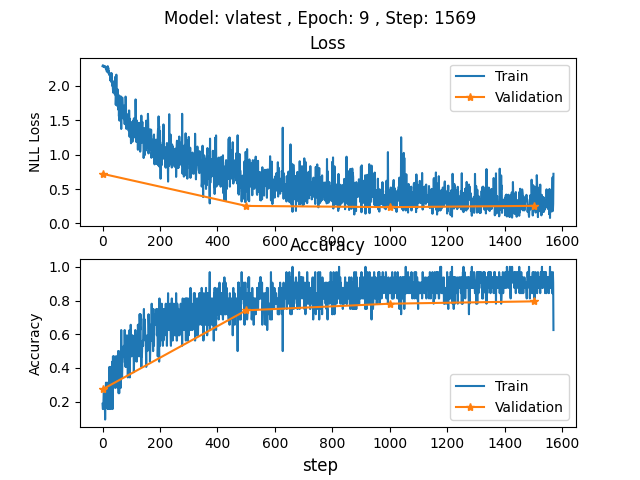 Model: vlatest , Epoch: 9 , Step: 1569
Loss
NLL Loss
2.0
1.5
1.0
0.5
0.0
Train
Validation
0 200 400 600 800 1000 1200 1400 1600
Accuracy
Accuracy
1.0
0.8
0.6
0.4
0.2
Train
Validation
0 200 400 600 800 1000 1200 1400 1600
step